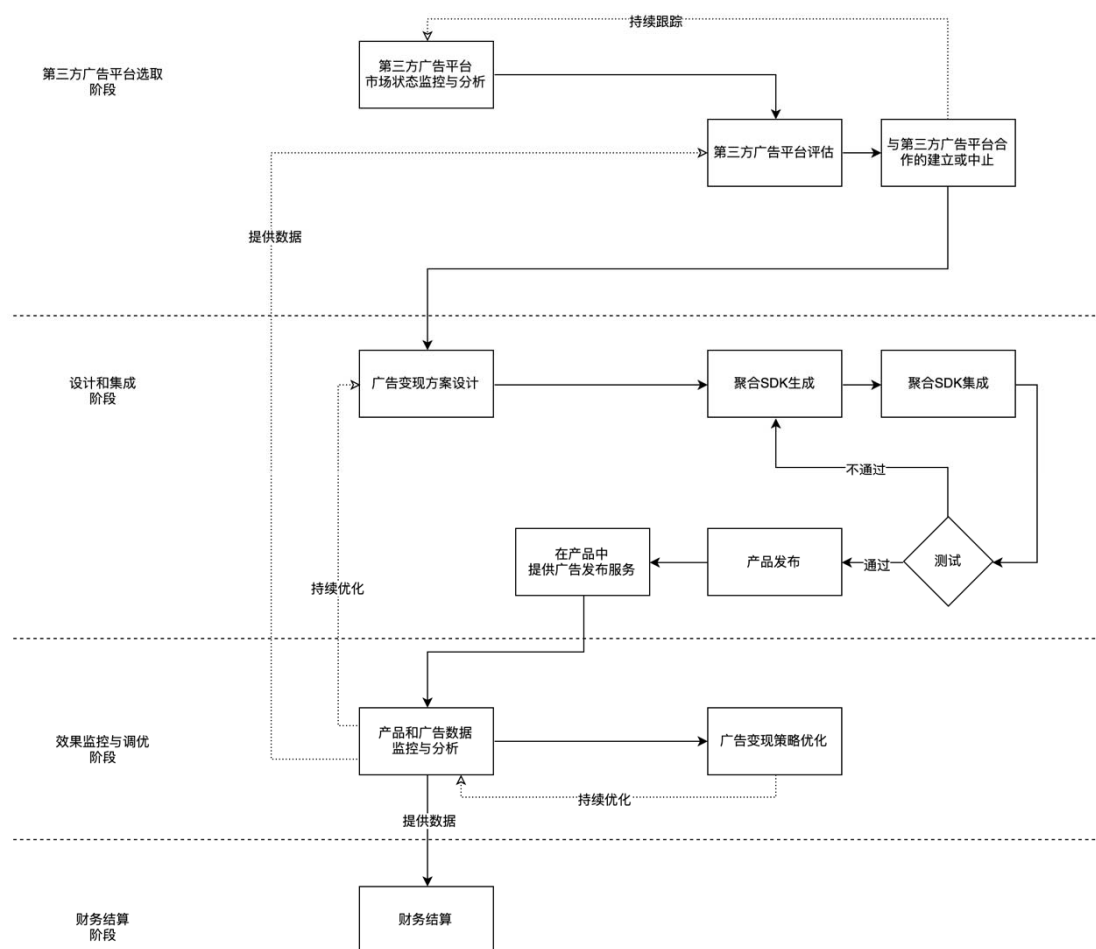 持续跟踪
第三方广告平台选取
阶段
第三方广告平台
市场状态监控与分析
第三方广告平台评估
与第三方广告平台合
作的建立或中止
提供数据
设计和集成
阶段
广告变现方案设计
聚合SDK生成
聚合SDK集成
不通过
在产品中
提供广告发布服务
产品发布
通过
测试
持续优化
效果监控与调优
阶段
产品和广告数据
监控与分析
广告变现策略优化
持续优化
提供数据
财务结算
阶段
财务结算